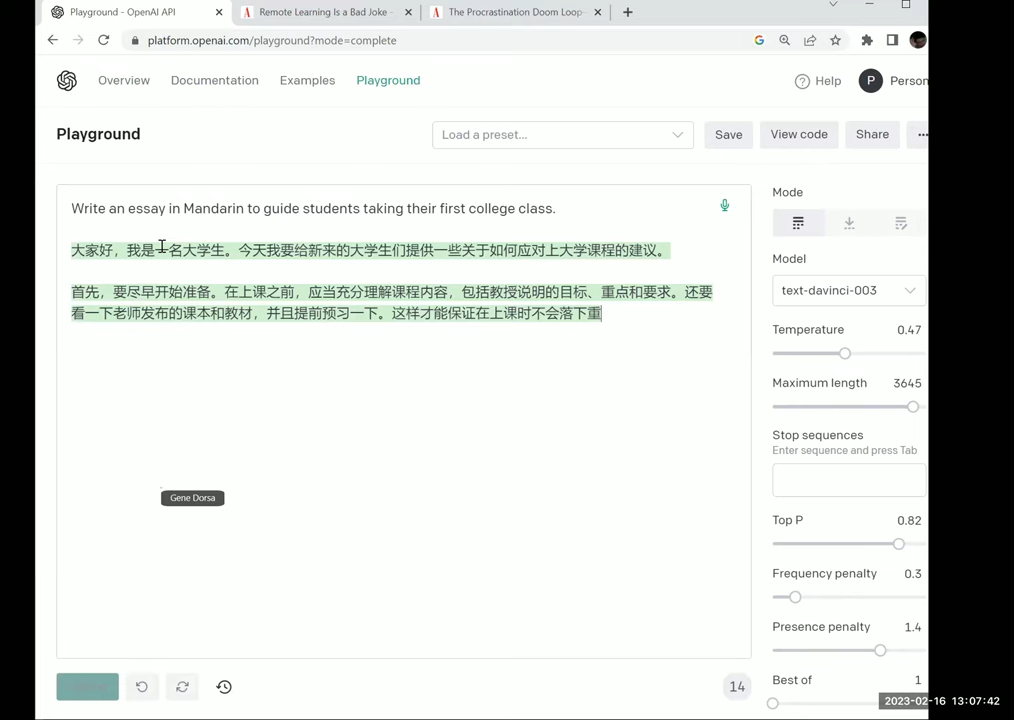 Playground - OpenAI API
Remote Learning Is a Bad Joke -
The Procrastination Doom Loop-
platform.openai.com/playground?mode=complete
Overview Documentation Examples Playground Help P Person
Playground Load a preset... Save View code Share ...
Write an essay in Mandarin to guide students taking their first college class.
大家好，我是一名大学生。今天我要给新来的大学生们提供一些关于如何应对上大学课程的建议。
首先，要尽早开始准备。在上课之前，应当充分理解课程内容，包括教授说明的目标、重点和要求。还要
看一下老师发布的课本和教材，并且提前预习一下。这样才能保证在上课时不会落下重
Gene Dorsa
14
Mode
Model
text-davinci-003
Temperature 0.47
Maximum length 3645
Stop sequences
Enter sequence and press Tab
Top P 0.82
Frequency penalty 0.3
Presence penalty 1.4
Best of 1
2023-02-16 13:07:42